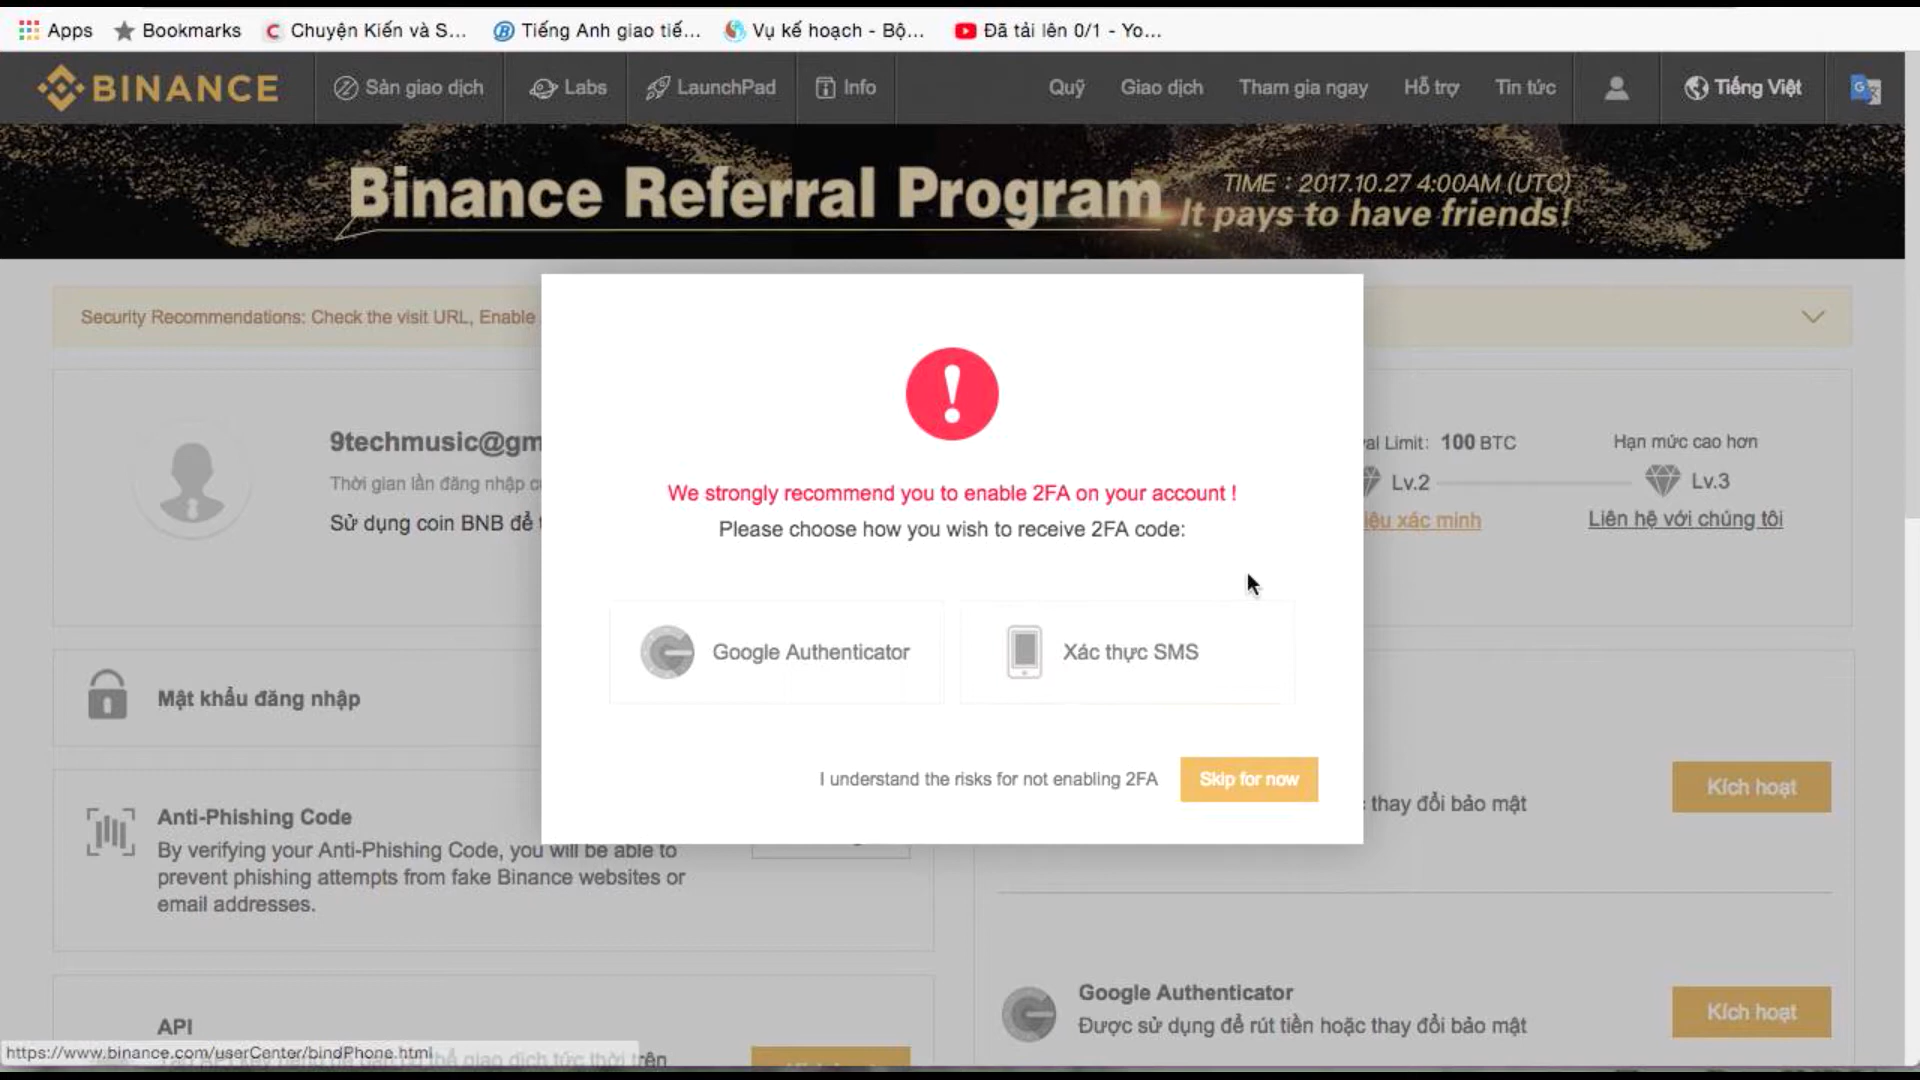 Apps Bookmarks Chuyện Kiến và S... Tiếng Anh giao tiế... Vụ kế hoạch - Bộ... Đã tải lên 0/1 - Yo...
BINANCE Sàn giao dịch Labs LaunchPad Info Quỹ Giao dịch Tham gia ngay Hỗ trợ Tin tức Tiếng Việt
Binance Referral Program
TIME : 2017.10.27 4:00AM (UTC)
It pays to have friends!
Security Recommendations: Check the visit URL, Enable
9techmusic@gm
Thời gian lần đăng nhập
Sử dụng coin BNB để
Limit: 100 BTC
Lv.2
xác minh
Hạn mức cao hơn
Lv.3
Liên hệ với chúng tôi
We strongly recommend you to enable 2FA on your account !
Please choose how you wish to receive 2FA code:
Google Authenticator Xác thực SMS
I understand the risks for not enabling 2FA Skip for now
Mật khẩu đăng nhập
Anti-Phishing Code
By verifying your Anti-Phishing Code, you will be able to
prevent phishing attempts from fake Binance websites or
email addresses.
API
thể giao dịch tức thời trên
thay đổi bảo mật
Kích hoạt
Google Authenticator
Được sử dụng để rút tiền hoặc thay đổi bảo mật
Kích hoạt
https://www.binance.com/userCenter/bindPhone.html